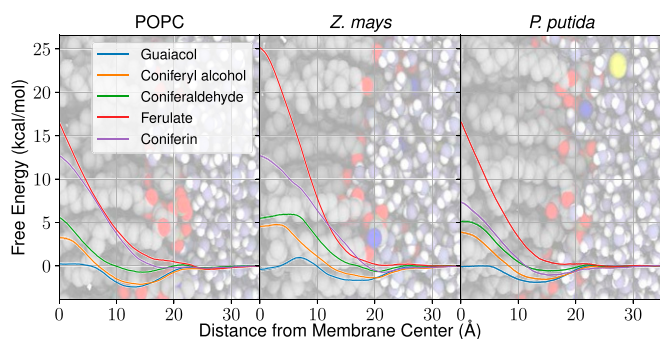 POPC Z. mays P. putida
Free Energy (kcal/mol)
25
20
15
10
5
0
Guaiacol
Coniferyl alcohol
Coniferaldehyde
Ferulate
Coniferin
0 10 20 30 0 10 20 30 0 10 20 30
Distance from Membrane Center (Å)